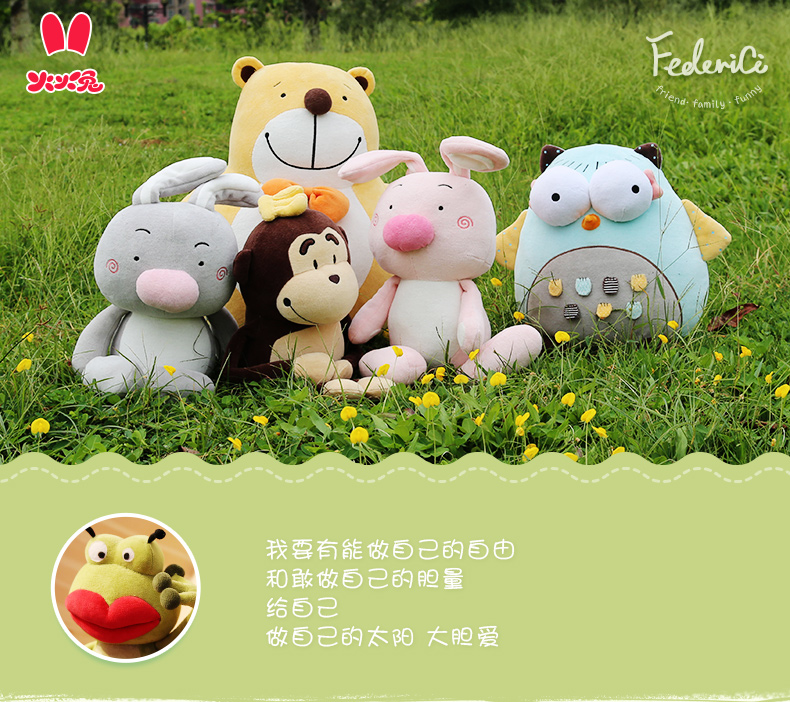 火火兔
FEDERiCi
friend·family·funny
我要有能做自己的自由
和敢做自己的胆量
给自己
做自己的太阳 大胆爱